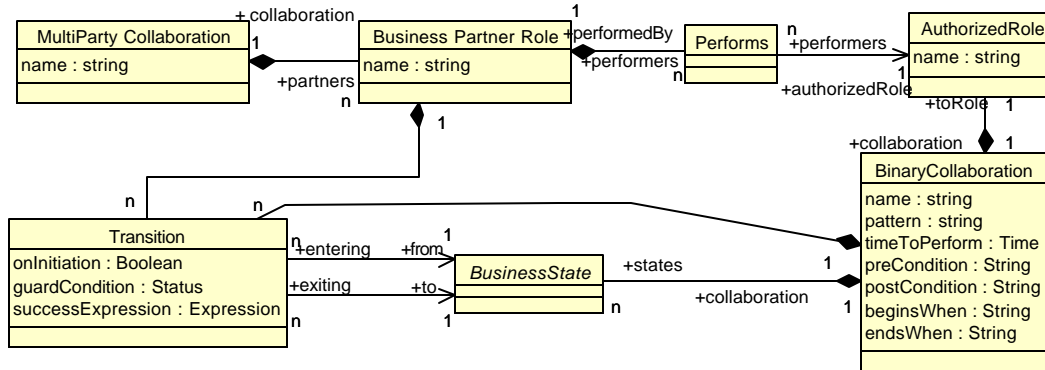 + collaboration
1
MultiParty Collaboration
name : string
1
+partners
n
Business Partner Role
name : string
1
+performedBy
+performers
n
Performs
n
+performers
1
+authorizedRole
AuthorizedRole
name : string
+toRole
1
1
n
n
+collaboration
1
Transition
onInitiation : Boolean
guardCondition : Status
successExpression : Expression
n
+entering
+from
1
+exiting
+to
n
1
BusinessState
+states
n
1
+collaboration
1
BinaryCollaboration
name : string
pattern : string
timeToPerform : Time
preCondition : String
postCondition : String
beginsWhen : String
endsWhen : String